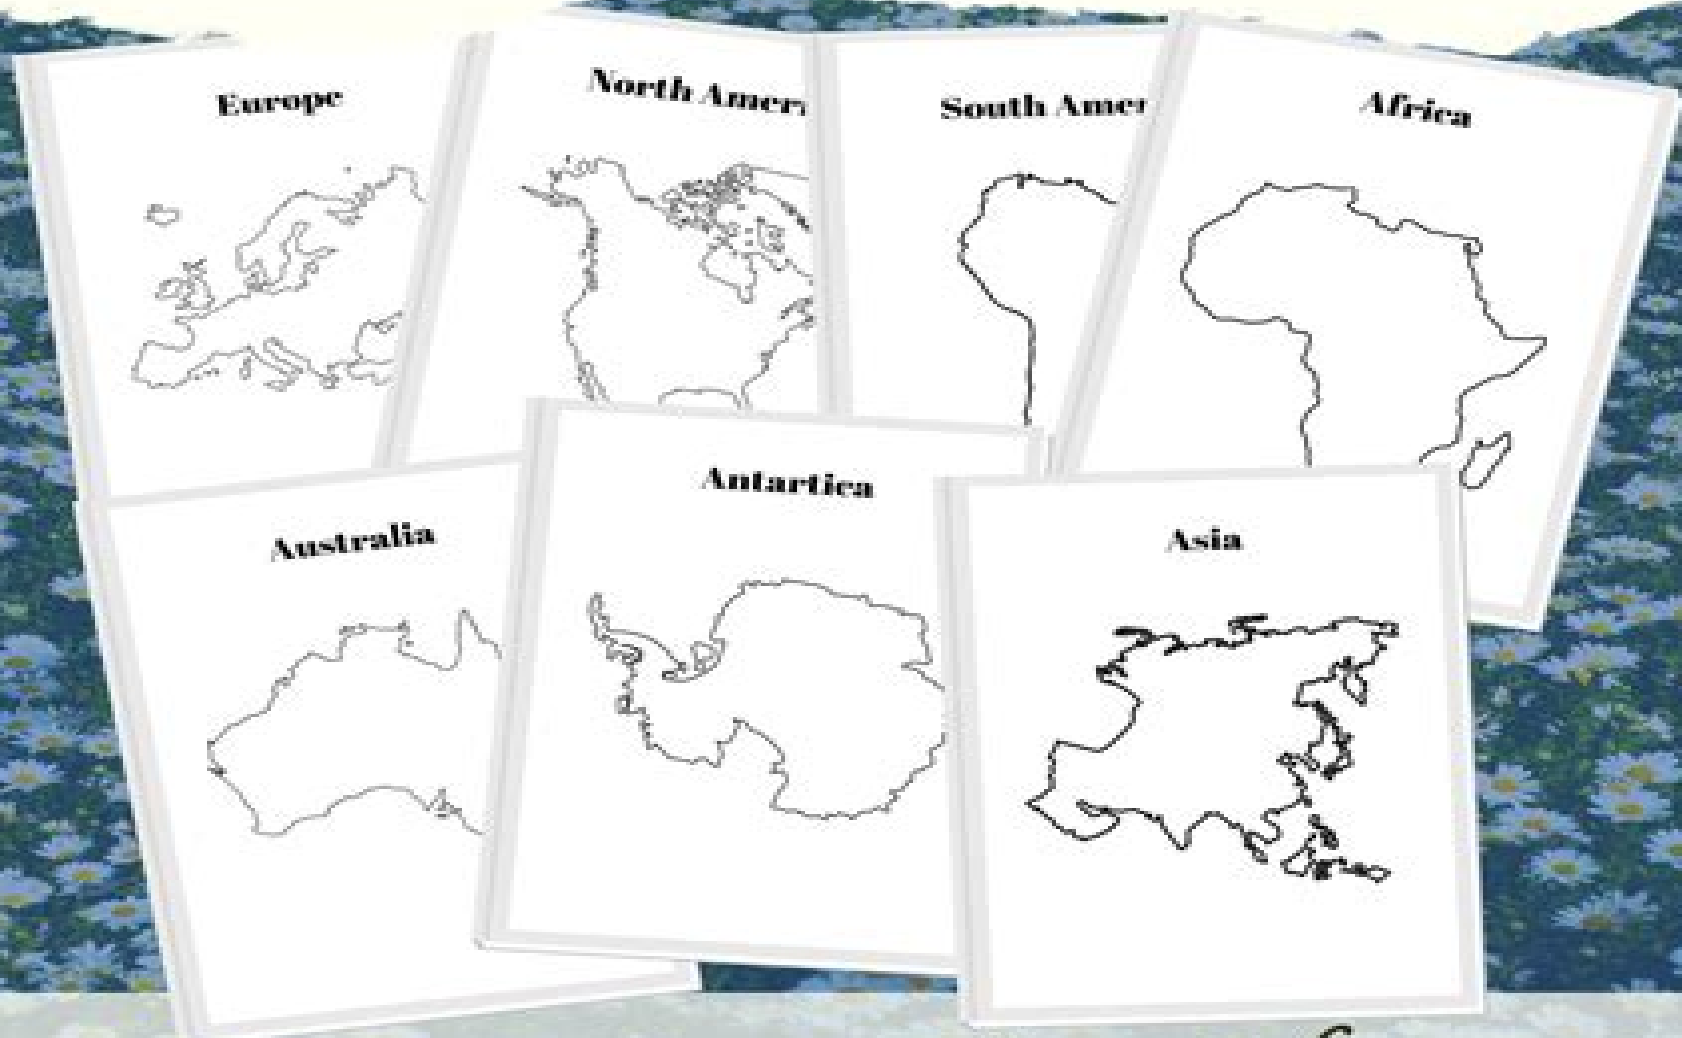 Europe
North Amer
South Amer
Africa
Australia
Antartica
Asia